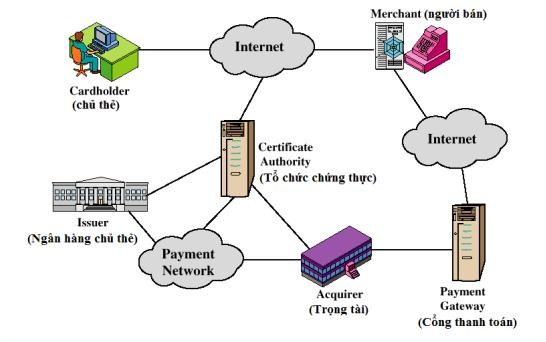 Merchant (người bán)
Internet
Cardholder
(chủ thẻ)
Internet
Certificate
Authority
(Tổ chức chứng thực)
Issuer
(Ngân hàng chủ thẻ)
Payment
Network
Acquirer
(Trọng tài)
Payment
Gateway
(Cổng thanh toán)